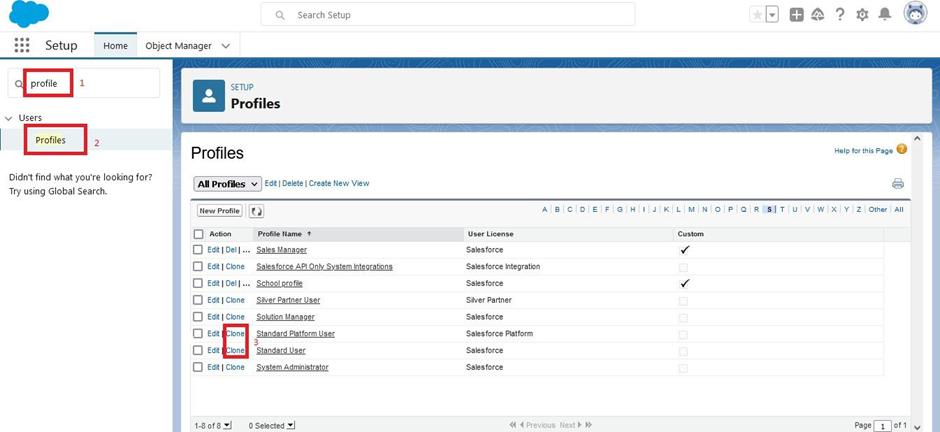 Search Setup
Setup Home Object Manager
profile 1
Users
Profiles 2
Didn't find what you're looking for?
Try using Global Search.
SETUP
Profiles
Profiles
Help for this Page ?
All Profiles Edit | Delete | Create New View
New Profile A | B | C | D | E | F | G | H | I | J | K | L | M | N | O | P | Q | R | S | T | U | V | W | X | Y | Z | Other | All
Action Profile Name ↑ User License Custom
Edit | Del | ... Sales Manager Salesforce ✓
Edit | Clone Salesforce API Only System Integrations Salesforce Integration
Edit | Del | ... School profile Salesforce ✓
Edit | Clone Silver Partner User Silver Partner
Edit | Clone Solution Manager Salesforce
Edit | Clone Standard Platform User Salesforce Platform
3
Edit | Clone Standard User Salesforce
Edit | Clone System Administrator Salesforce
1-8 of 8 0 Selected Previous Next Page 1 of 1